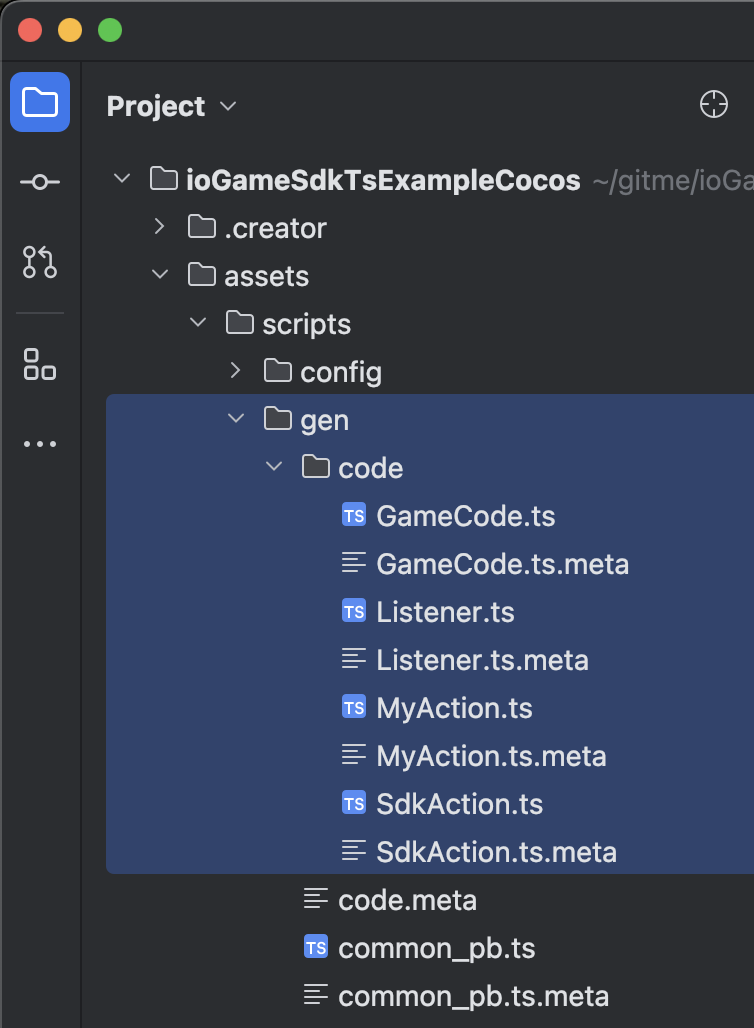 Project
ioGameSdkTsExampleCocos ~/gitme/ioGa
.creator
assets
scripts
config
gen
code
TS GameCode.ts
GameCode.ts.meta
TS Listener.ts
Listener.ts.meta
TS MyAction.ts
MyAction.ts.meta
TS SdkAction.ts
SdkAction.ts.meta
code.meta
TS common_pb.ts
common_pb.ts.meta